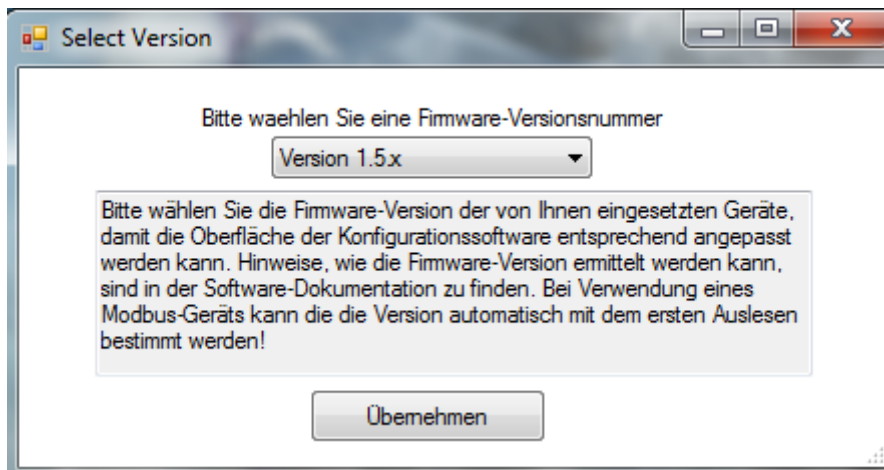 Select Version
Bitte waehlen Sie eine Firmware-Versionsnummer
Version 1.5.x
Bitte wählen Sie die Firmware-Version der von Ihnen eingesetzten Geräte,
damit die Oberfläche der Konfigurationssoftware entsprechend angepasst
werden kann. Hinweise, wie die Firmware-Version ermittelt werden kann,
sind in der Software-Dokumentation zu finden. Bei Verwendung eines
Modbus-Geräts kann die die Version automatisch mit dem ersten Auslesen
bestimmt werden!
Übernehmen